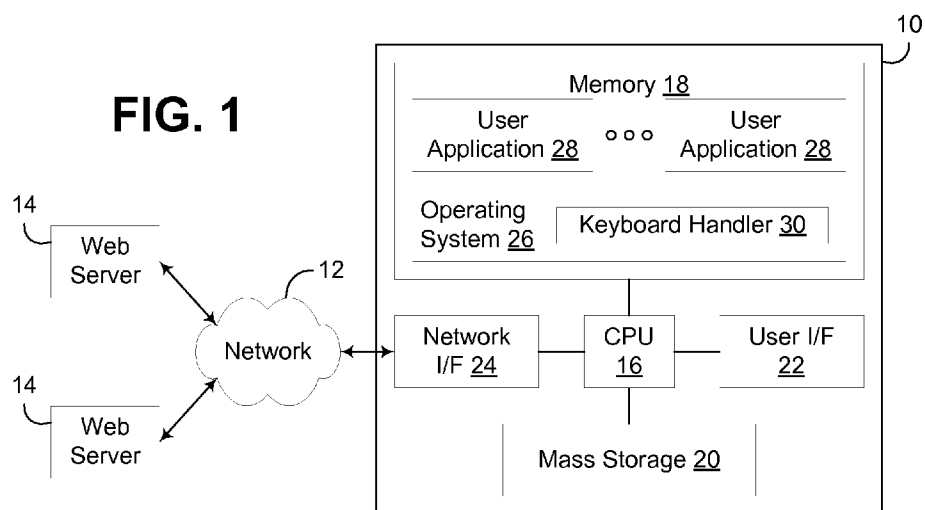 10
FIG. 1
Memory 18
User
Application 28
User
Application 28
Operating
System 26
Keyboard Handler 30
14
Web
Server
12
Network
Network
I/F 24
CPU
16
User I/F
22
14
Web
Server
Mass Storage 20